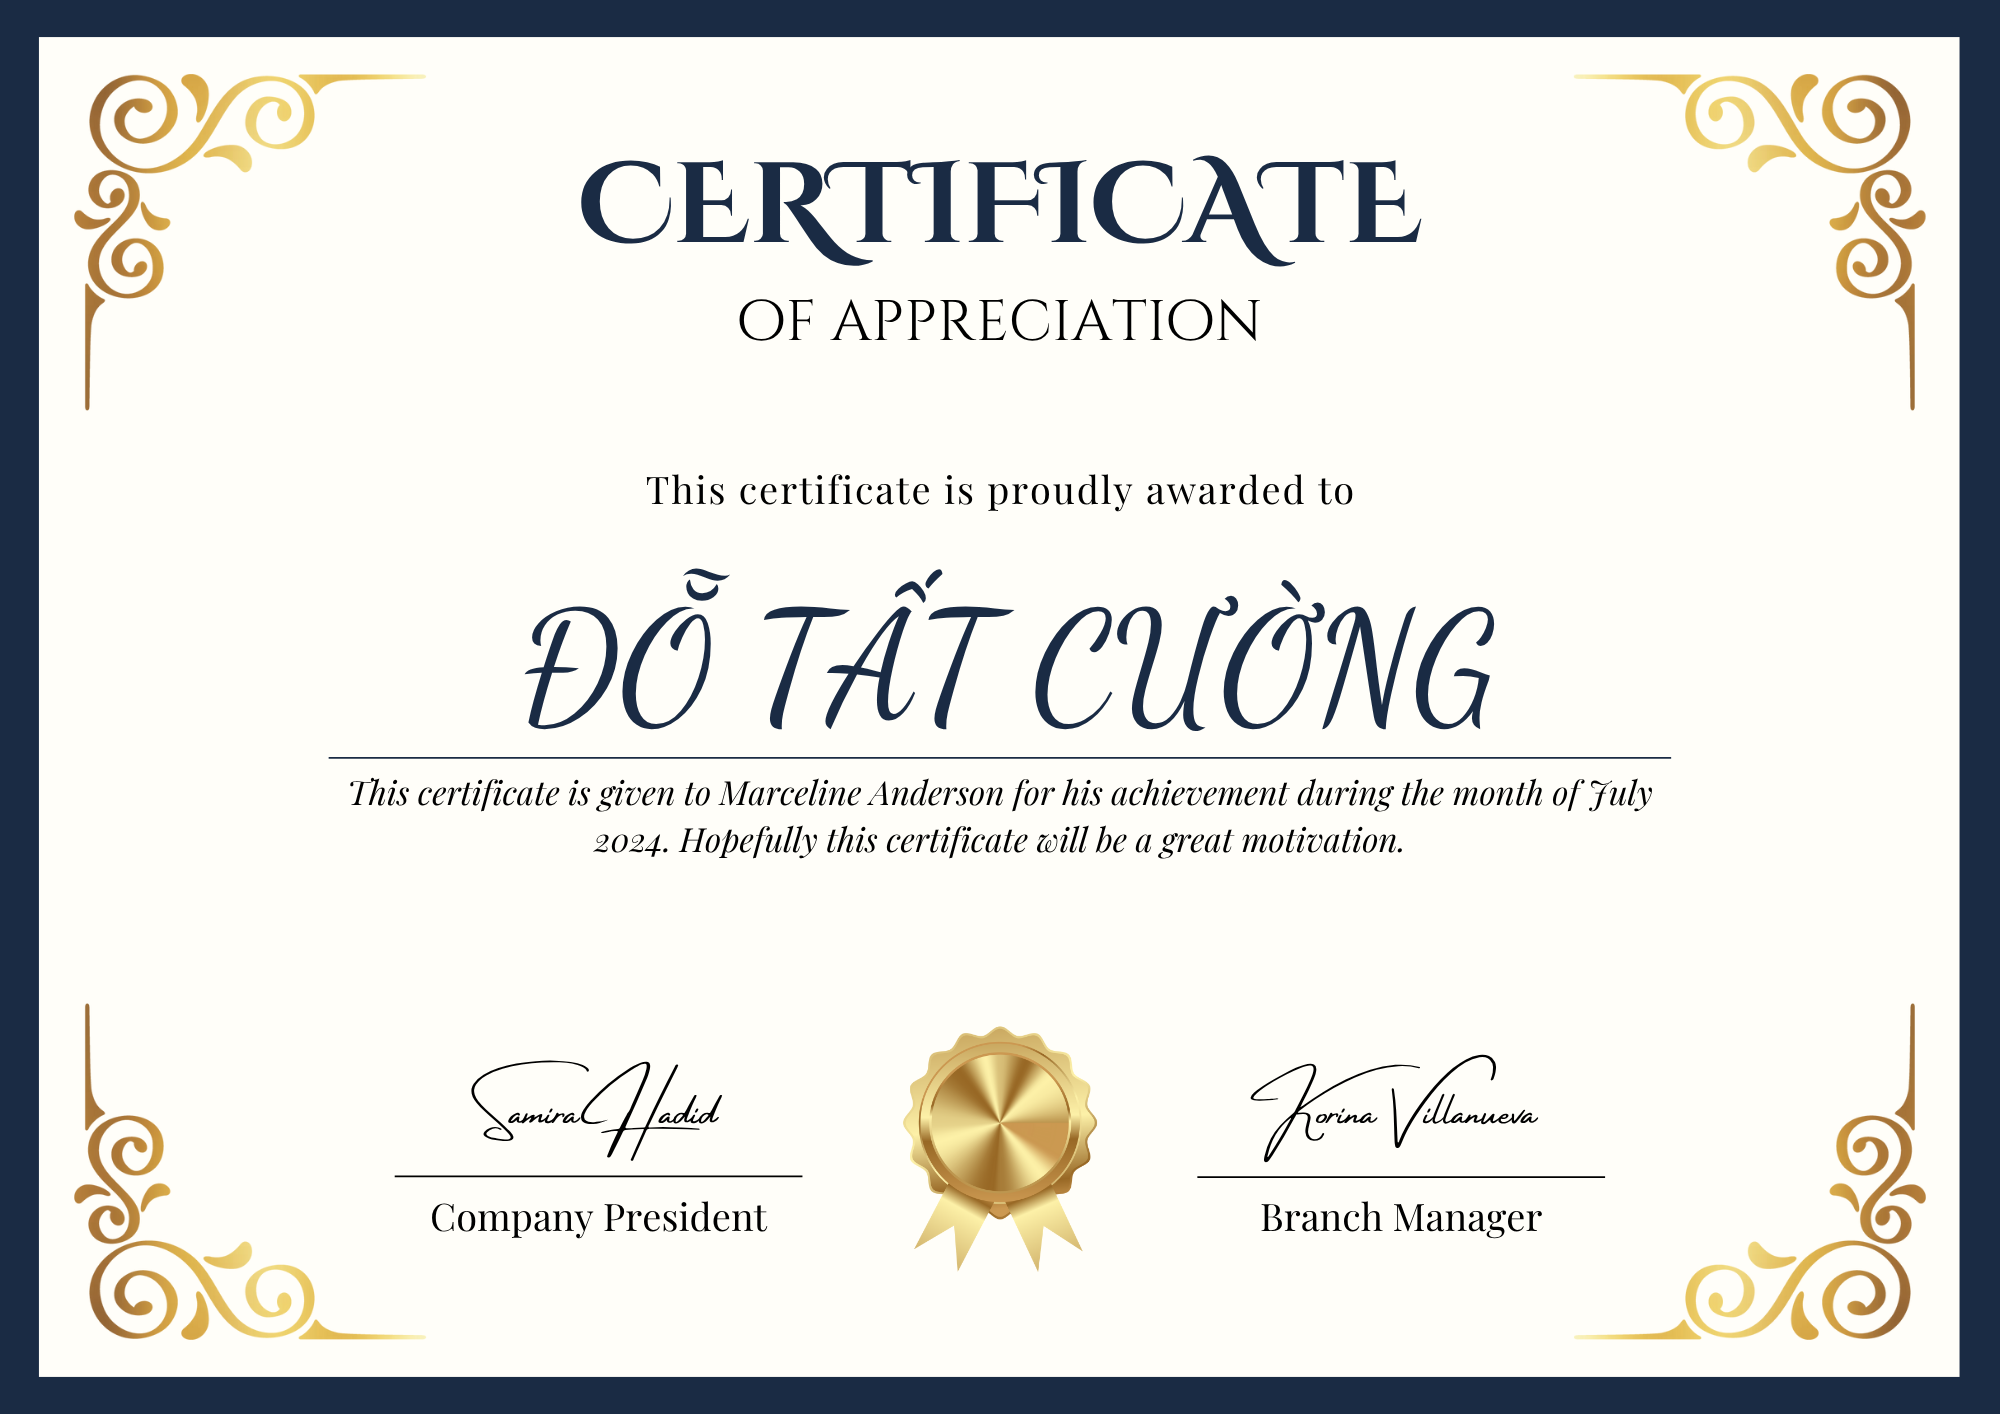 CERTIFICATE
OF APPRECIATION
This certificate is proudly awarded to
ĐỖ TẤT CƯỜNG
This certificate is given to Marceline Anderson for his achievement during the month of July
2024. Hopefully this certificate will be a great motivation.
Samira Hadid
Company President
Korina Villanueva
Branch Manager